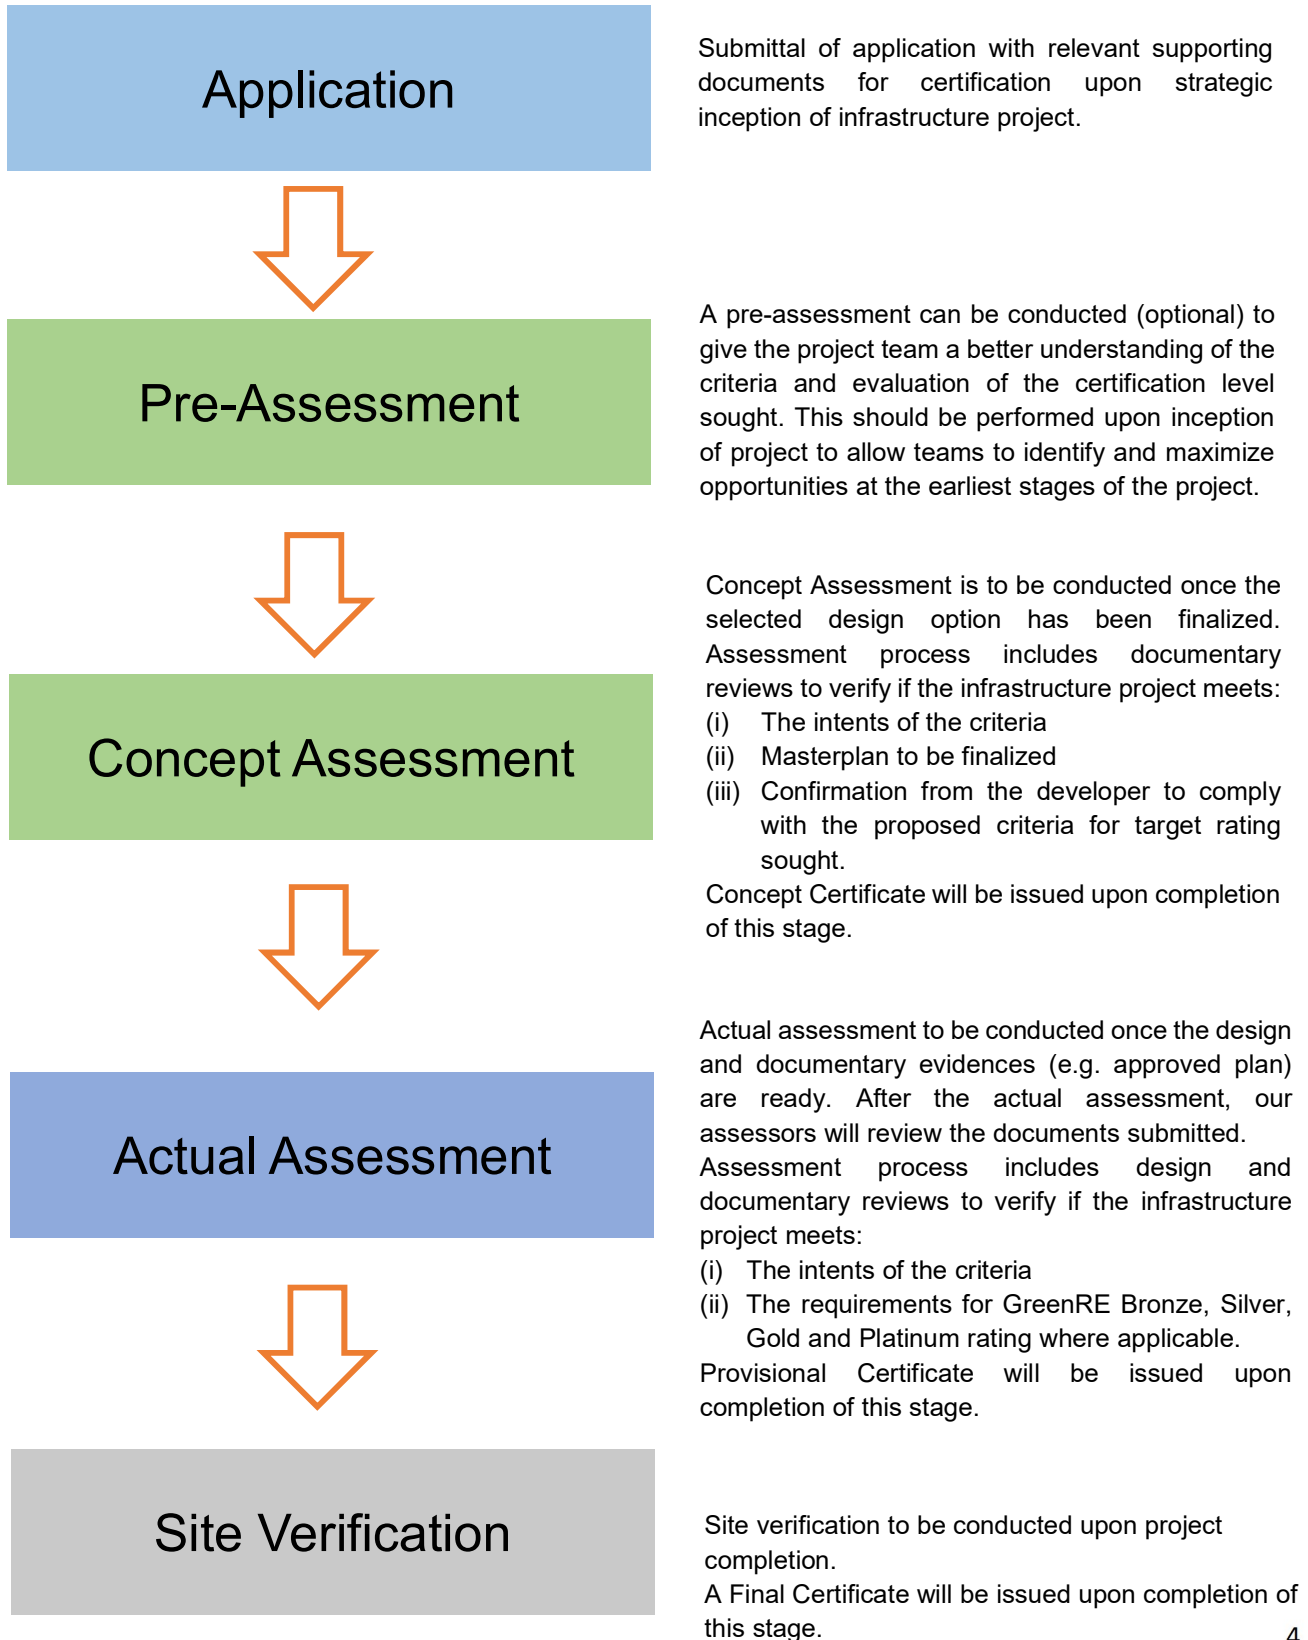 Application
Submittal of application with relevant supporting
documents for certification upon strategic
inception of infrastructure project.
Pre-Assessment
A pre-assessment can be conducted (optional) to
give the project team a better understanding of the
criteria and evaluation of the certification level
sought. This should be performed upon inception
of project to allow teams to identify and maximize
opportunities at the earliest stages of the project.
Concept Assessment
Concept Assessment is to be conducted once the
selected design option has been finalized.
Assessment process includes documentary
reviews to verify if the infrastructure project meets:
(i) The intents of the criteria
(ii) Masterplan to be finalized
(iii) Confirmation from the developer to comply
with the proposed criteria for target rating
sought.
Concept Certificate will be issued upon completion
of this stage.
Actual Assessment
Actual assessment to be conducted once the design
and documentary evidences (e.g. approved plan)
are ready. After the actual assessment, our
assessors will review the documents submitted.
Assessment process includes design and
documentary reviews to verify if the infrastructure
project meets:
(i) The intents of the criteria
(ii) The requirements for GreenRE Bronze, Silver,
Gold and Platinum rating where applicable.
Provisional Certificate will be issued upon
completion of this stage.
Site Verification
Site verification to be conducted upon project
completion.
A Final Certificate will be issued upon completion of
this stage.
4